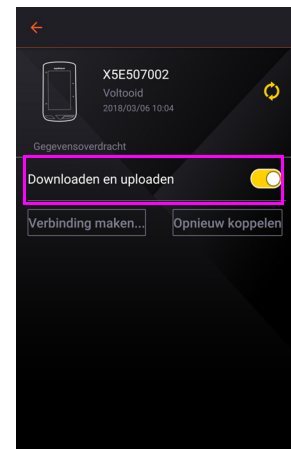 X5E507002
Voltooid
2018/03/06 10:04
Gegevensoverdracht
Downloaden en uploaden
Verbinding maken...
Opnieuw koppelen